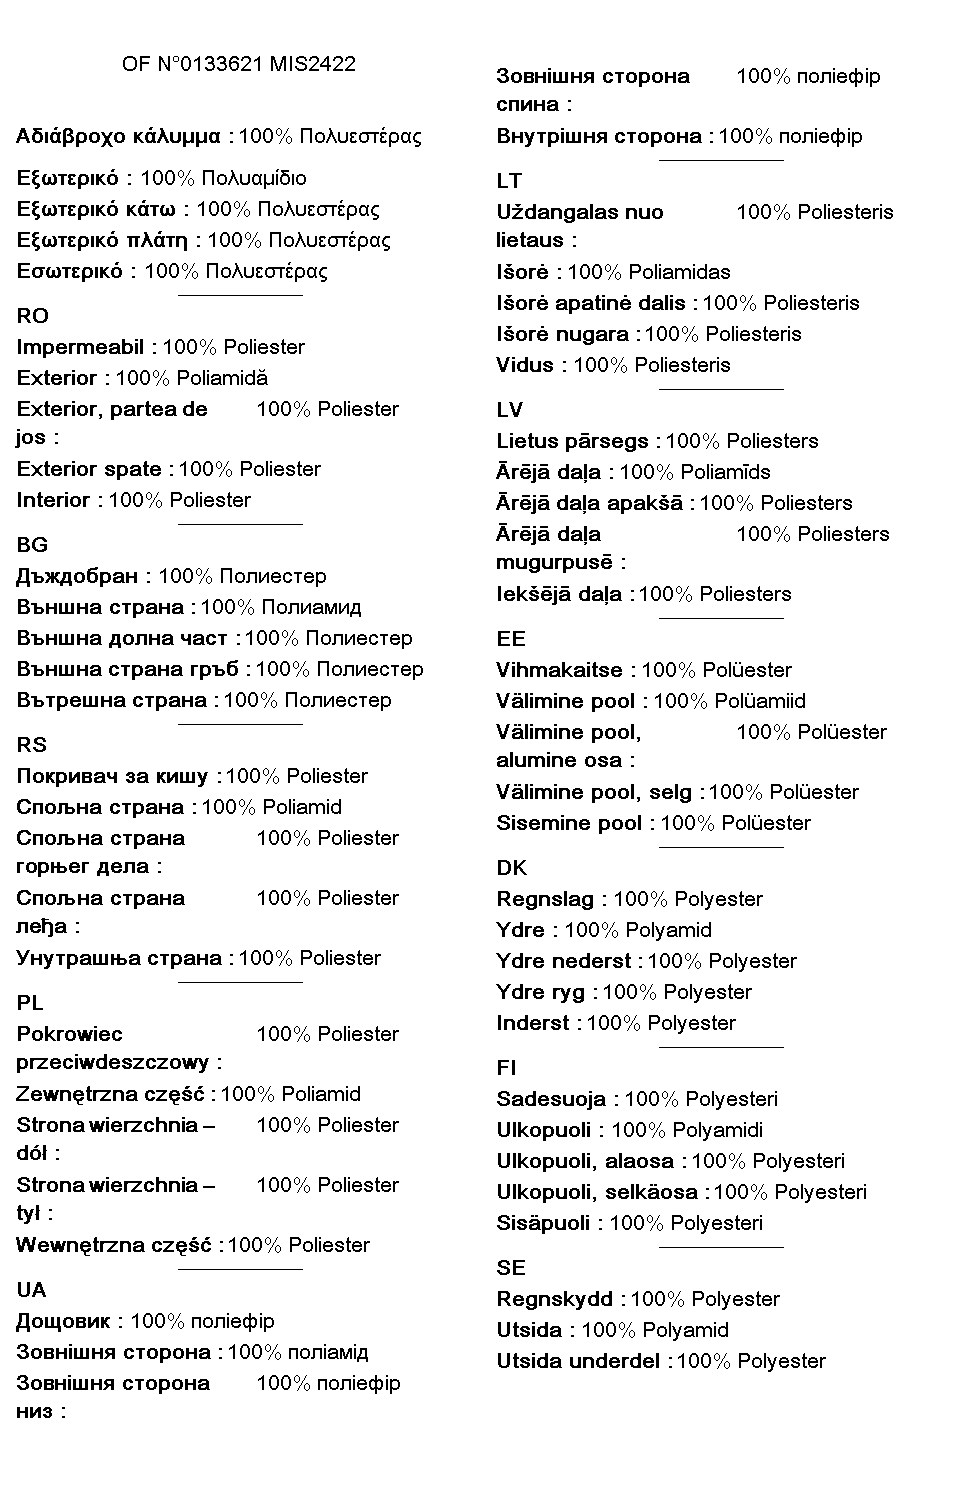 OF N°0133621 MIS2422
Αδιάβροχο κάλυμμα : 100% Πολυεστέρας
Εξωτερικό : 100% Πολυαμίδιο
Εξωτερικό κάτω : 100% Πολυεστέρας
Εξωτερικό πλάτη : 100% Πολυεστέρας
Εσωτερικό : 100% Πολυεστέρας
RO
Impermeabil : 100% Poliester
Exterior : 100% Poliamidă
Exterior, partea de 100% Poliester
jos :
Exterior spate : 100% Poliester
Interior : 100% Poliester
BG
Дъждобран : 100% Полиестер
Външна страна : 100% Полиамид
Външна долна част : 100% Полиестер
Външна страна гръб : 100% Полиестер
Вътрешна страна : 100% Полиестер
RS
Покривач за кишу : 100% Poliester
Спољна страна : 100% Poliamid
Спољна страна 100% Poliester
горњег дела :
Спољна страна 100% Poliester
леђа :
Унутрашња страна : 100% Poliester
PL
Pokrowiec 100% Poliester
przeciwdeszczowy :
Zewnętrzna część : 100% Poliamid
Strona wierzchnia – 100% Poliester
dół :
Strona wierzchnia – 100% Poliester
tył :
Wewnętrzna część : 100% Poliester
UA
Дощовик : 100% поліефір
Зовнішня сторона : 100% поліамід
Зовнішня сторона 100% поліефір
низ :
Зовнішня сторона 100% поліефір
спина :
Внутрішня сторона : 100% поліефір
LT
Uždangalas nuo 100% Poliesteris
lietaus :
Išorė : 100% Poliamidas
Išorė apatinė dalis : 100% Poliesteris
Išorė nugara : 100% Poliesteris
Vidus : 100% Poliesteris
LV
Lietus pārsegs : 100% Poliesters
Ārējā daļa : 100% Poliamīds
Ārējā daļa apakšā : 100% Poliesters
Ārējā daļa 100% Poliesters
mugurpusē :
Iekšējā daļa : 100% Poliesters
EE
Vihmakaitse : 100% Polüester
Välimine pool : 100% Polüamiid
Välimine pool, 100% Polüester
alumine osa :
Välimine pool, selg : 100% Polüester
Sisemine pool : 100% Polüester
DK
Regnslag : 100% Polyester
Ydre : 100% Polyamid
Ydre nederst : 100% Polyester
Ydre ryg : 100% Polyester
Inderst : 100% Polyester
FI
Sadesuoja : 100% Polyesteri
Ulkopuoli : 100% Polyamidi
Ulkopuoli, alaosa : 100% Polyesteri
Ulkopuoli, selkäosa : 100% Polyesteri
Sisäpuoli : 100% Polyesteri
SE
Regnskydd : 100% Polyester
Utsida : 100% Polyamid
Utsida underdel : 100% Polyester